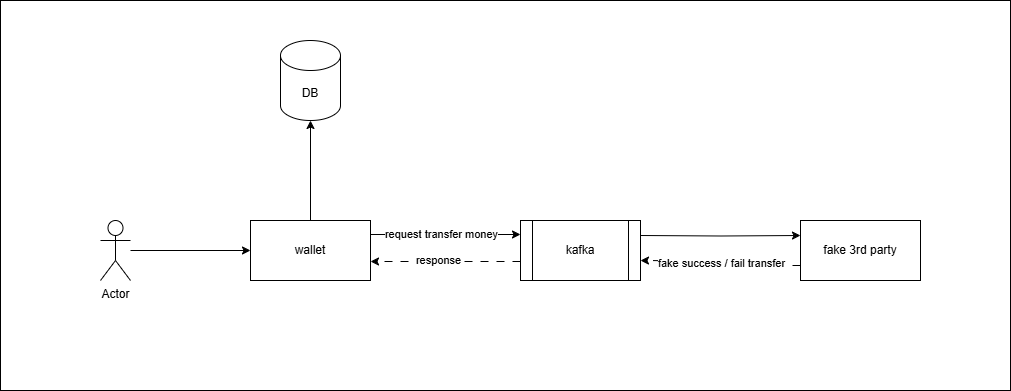 DB
wallet
request transfer money
kafka
fake 3rd party
response
fake success / fail transfer
Actor